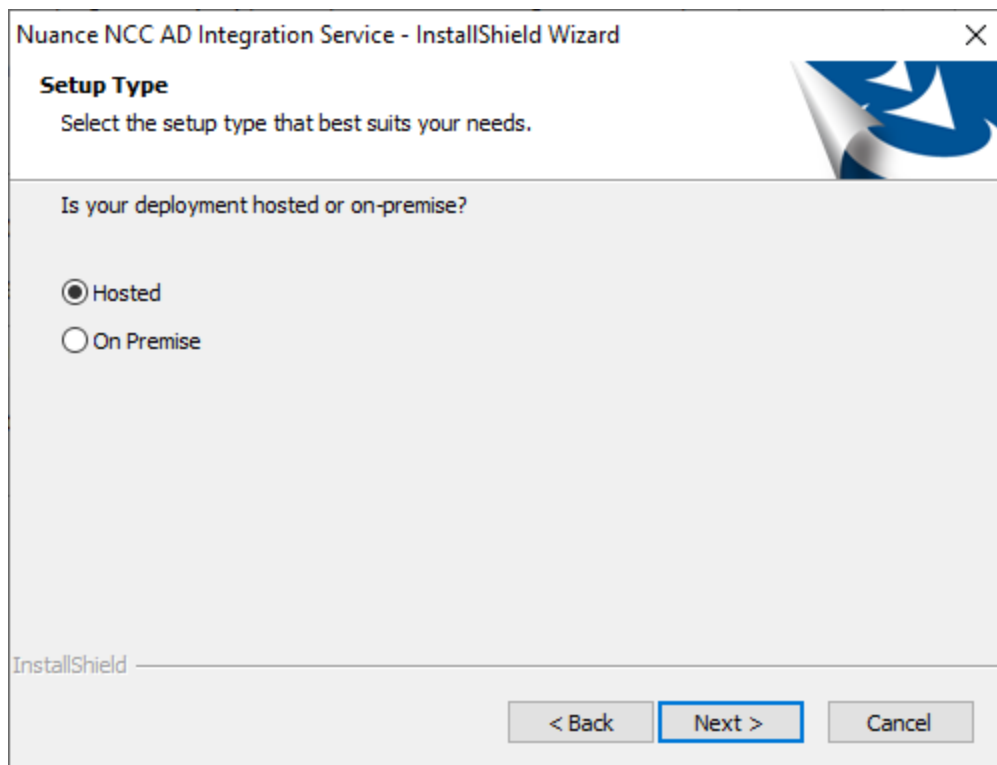 Nuance NCC AD Integration Service - InstallShield Wizard
Setup Type
Select the setup type that best suits your needs.
Is your deployment hosted or on-premise?
Hosted
On Premise
InstallShield
< Back Next > Cancel